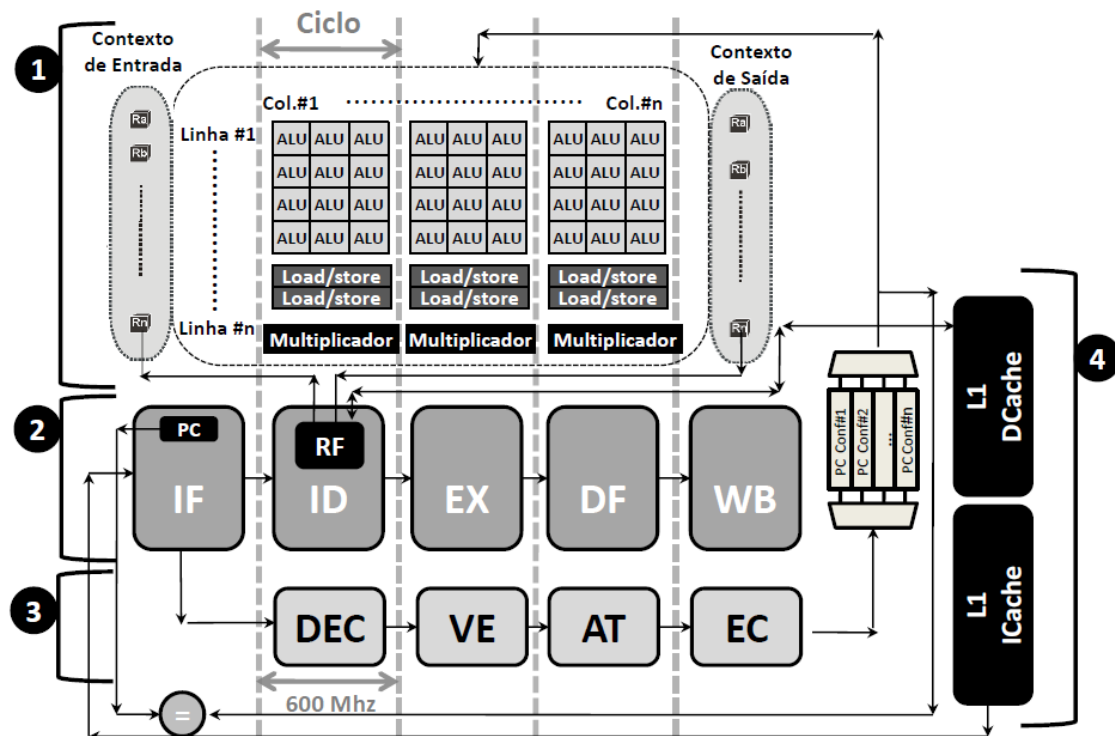 Ciclo
1
Contexto
de Entrada
Contexto
de Saída
Col.#1
Col.#n
Ra
Rb
Rn
Linha #1
Linha #n
ALU ALU ALU ALU ALU ALU ALU ALU ALU
ALU ALU ALU ALU ALU ALU ALU ALU ALU
ALU ALU ALU ALU ALU ALU ALU ALU ALU
ALU ALU ALU ALU ALU ALU ALU ALU ALU
Load/store Load/store Load/store
Load/store Load/store Load/store
Multiplicador Multiplicador Multiplicador
Ra
Rb
Rn
2
PC
IF
RF
ID
EX
DF
WB
PC Conf#1
PC Conf#2
...
PC Conf#n
L1
DCache
L1
ICache
4
3
DEC
VE
AT
EC
600 Mhz
=